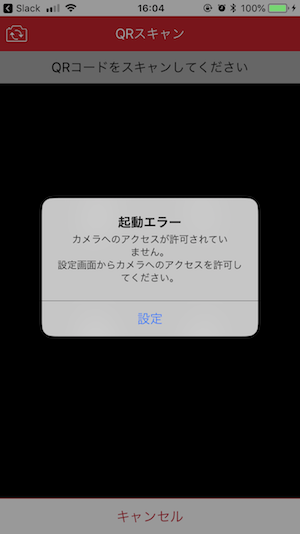 Slack 16:04 100%
QRスキャン
QRコードをスキャンしてください
起動エラー
カメラへのアクセスが許可されてい
ません。
設定画面からカメラへのアクセスを許可し
てください。
設定
キャンセル